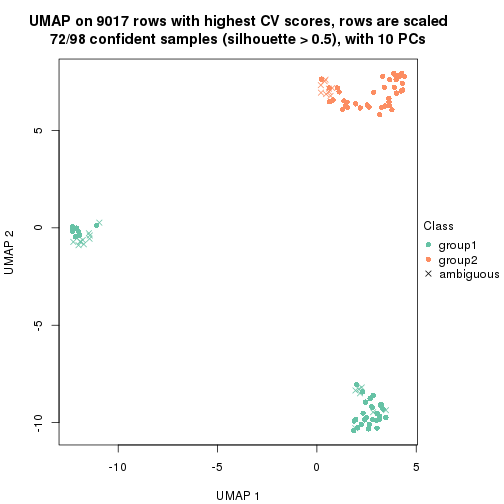 UMAP on 9017 rows with highest CV scores, rows are scaled
72/98 confident samples (silhouette > 0.5), with 10 PCs
5
0
-5
-10
UMAP 2
-10
-5
0
5
UMAP 1
Class
group1
group2
ambiguous